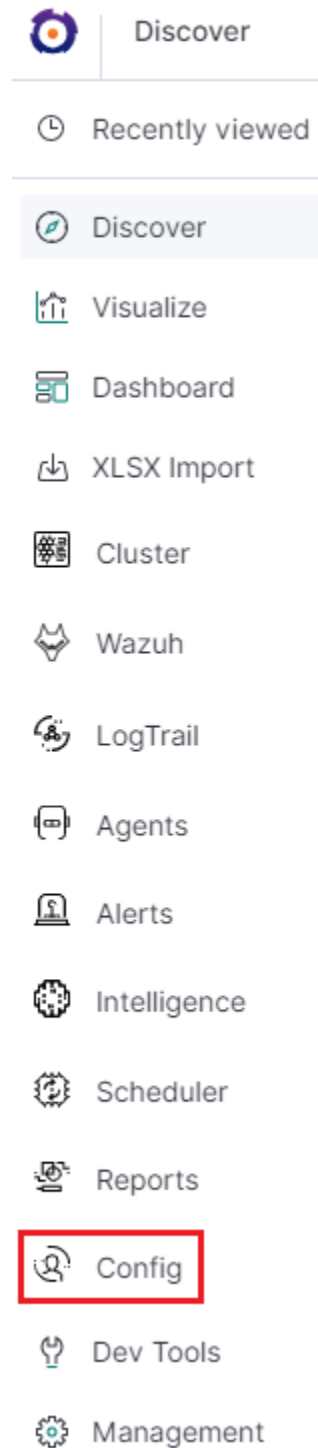 Discover
Recently viewed
Discover
Visualize
Dashboard
XLSX Import
Cluster
Wazuh
LogTrail
Agents
Alerts
Intelligence
Scheduler
Reports
Config
Dev Tools
Management